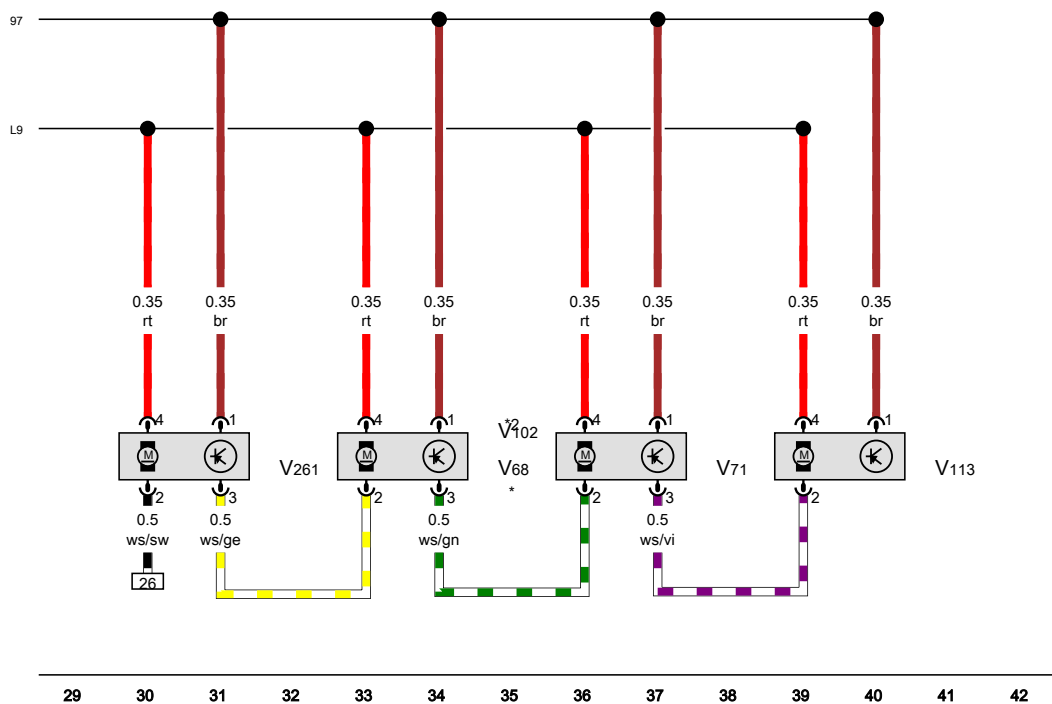 97
L9
0.35 0.35 0.35 0.35 0.35 0.35 0.35 0.35
rt br rt br rt br rt br
4 1 4 1 4 1 4 1
*2
V102
M M M M
V261 V68 V71 V113
*
2 3 2 3 2 3 2
0.5 0.5 0.5 0.5
ws/sw ws/ge ws/gn ws/vi
26
29 30 31 32 33 34 35 36 37 38 39 40 41 42